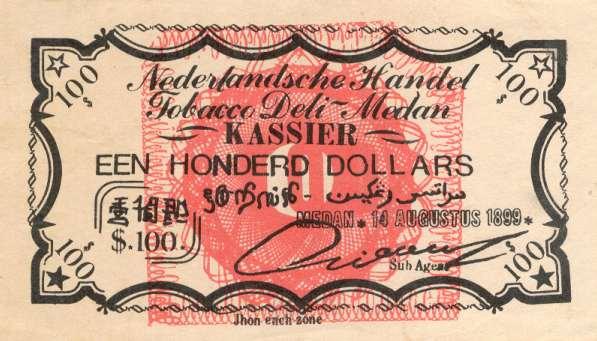 100 $
100 $
Nederlandsche Handel
Tobacco Deli-Medan
KASSIER
EEN HONDERD DOLLARS
MEDAN * 14 AUGUSTUS 1899 *
$.100.
Sub Agent
100 $
100 $
Jhon each zone